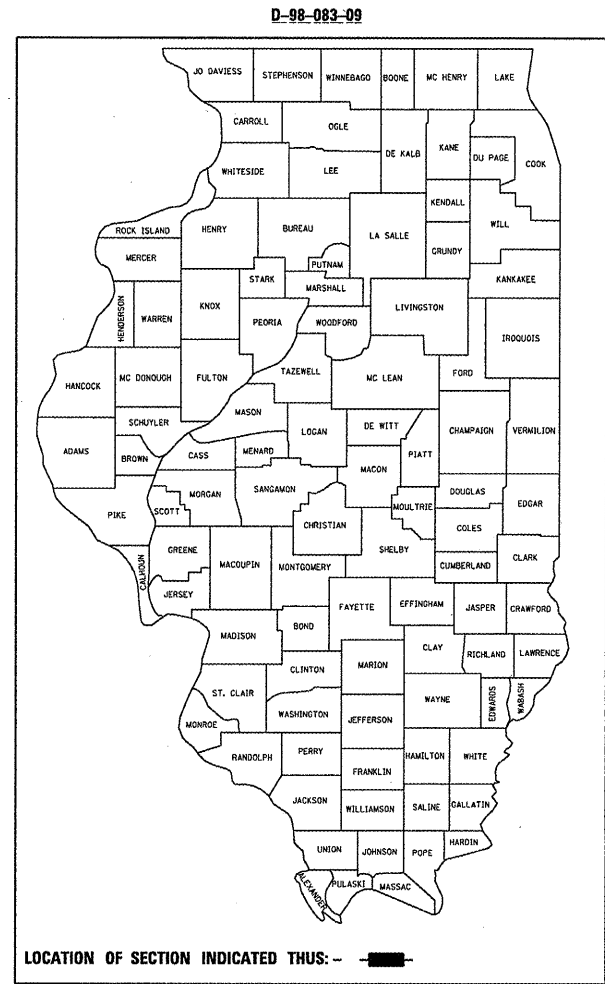 D-98-083-09
JO DAVIESS
STEPHENSON
WINNEBAGO
BOONE
MC HENRY
LAKE
CARROLL
OGLE
DE KALB
KANE
DU PAGE
COOK
WHITESIDE
LEE
KENDALL
WILL
ROCK ISLAND
HENRY
BUREAU
LA SALLE
GRUNDY
MERCER
PUTNAM
STARK
MARSHALL
KANKAKEE
HENDERSON
WARREN
KNOX
PEORIA
WOODFORD
LIVINGSTON
IROQUOIS
HANCOCK
MC DONOUGH
FULTON
TAZEWELL
MC LEAN
FORD
MASON
SCHUYLER
LOGAN
DE WITT
CHAMPAIGN
VERMILION
ADAMS
BROWN
CASS
MENARD
MACON
PIATT
PIKE
SCOTT
MORGAN
SANGAMON
CHRISTIAN
MOULTRIE
DOUGLAS
EDGAR
COLES
CALHOUN
GREENE
MACOUPIN
MONTGOMERY
SHELBY
CUMBERLAND
CLARK
JERSEY
FAYETTE
EFFINGHAM
JASPER
CRAWFORD
MADISON
BOND
CLAY
RICHLAND
LAWRENCE
CLINTON
MARION
ST. CLAIR
WAYNE
EDWARDS
WABASH
MONROE
WASHINGTON
JEFFERSON
RANDOLPH
PERRY
HAMILTON
WHITE
FRANKLIN
JACKSON
WILLIAMSON
SALINE
GALLATIN
UNION
JOHNSON
POPE
HARDIN
ALEXANDER
PULASKI
MASSAC
LOCATION OF SECTION INDICATED THUS: -